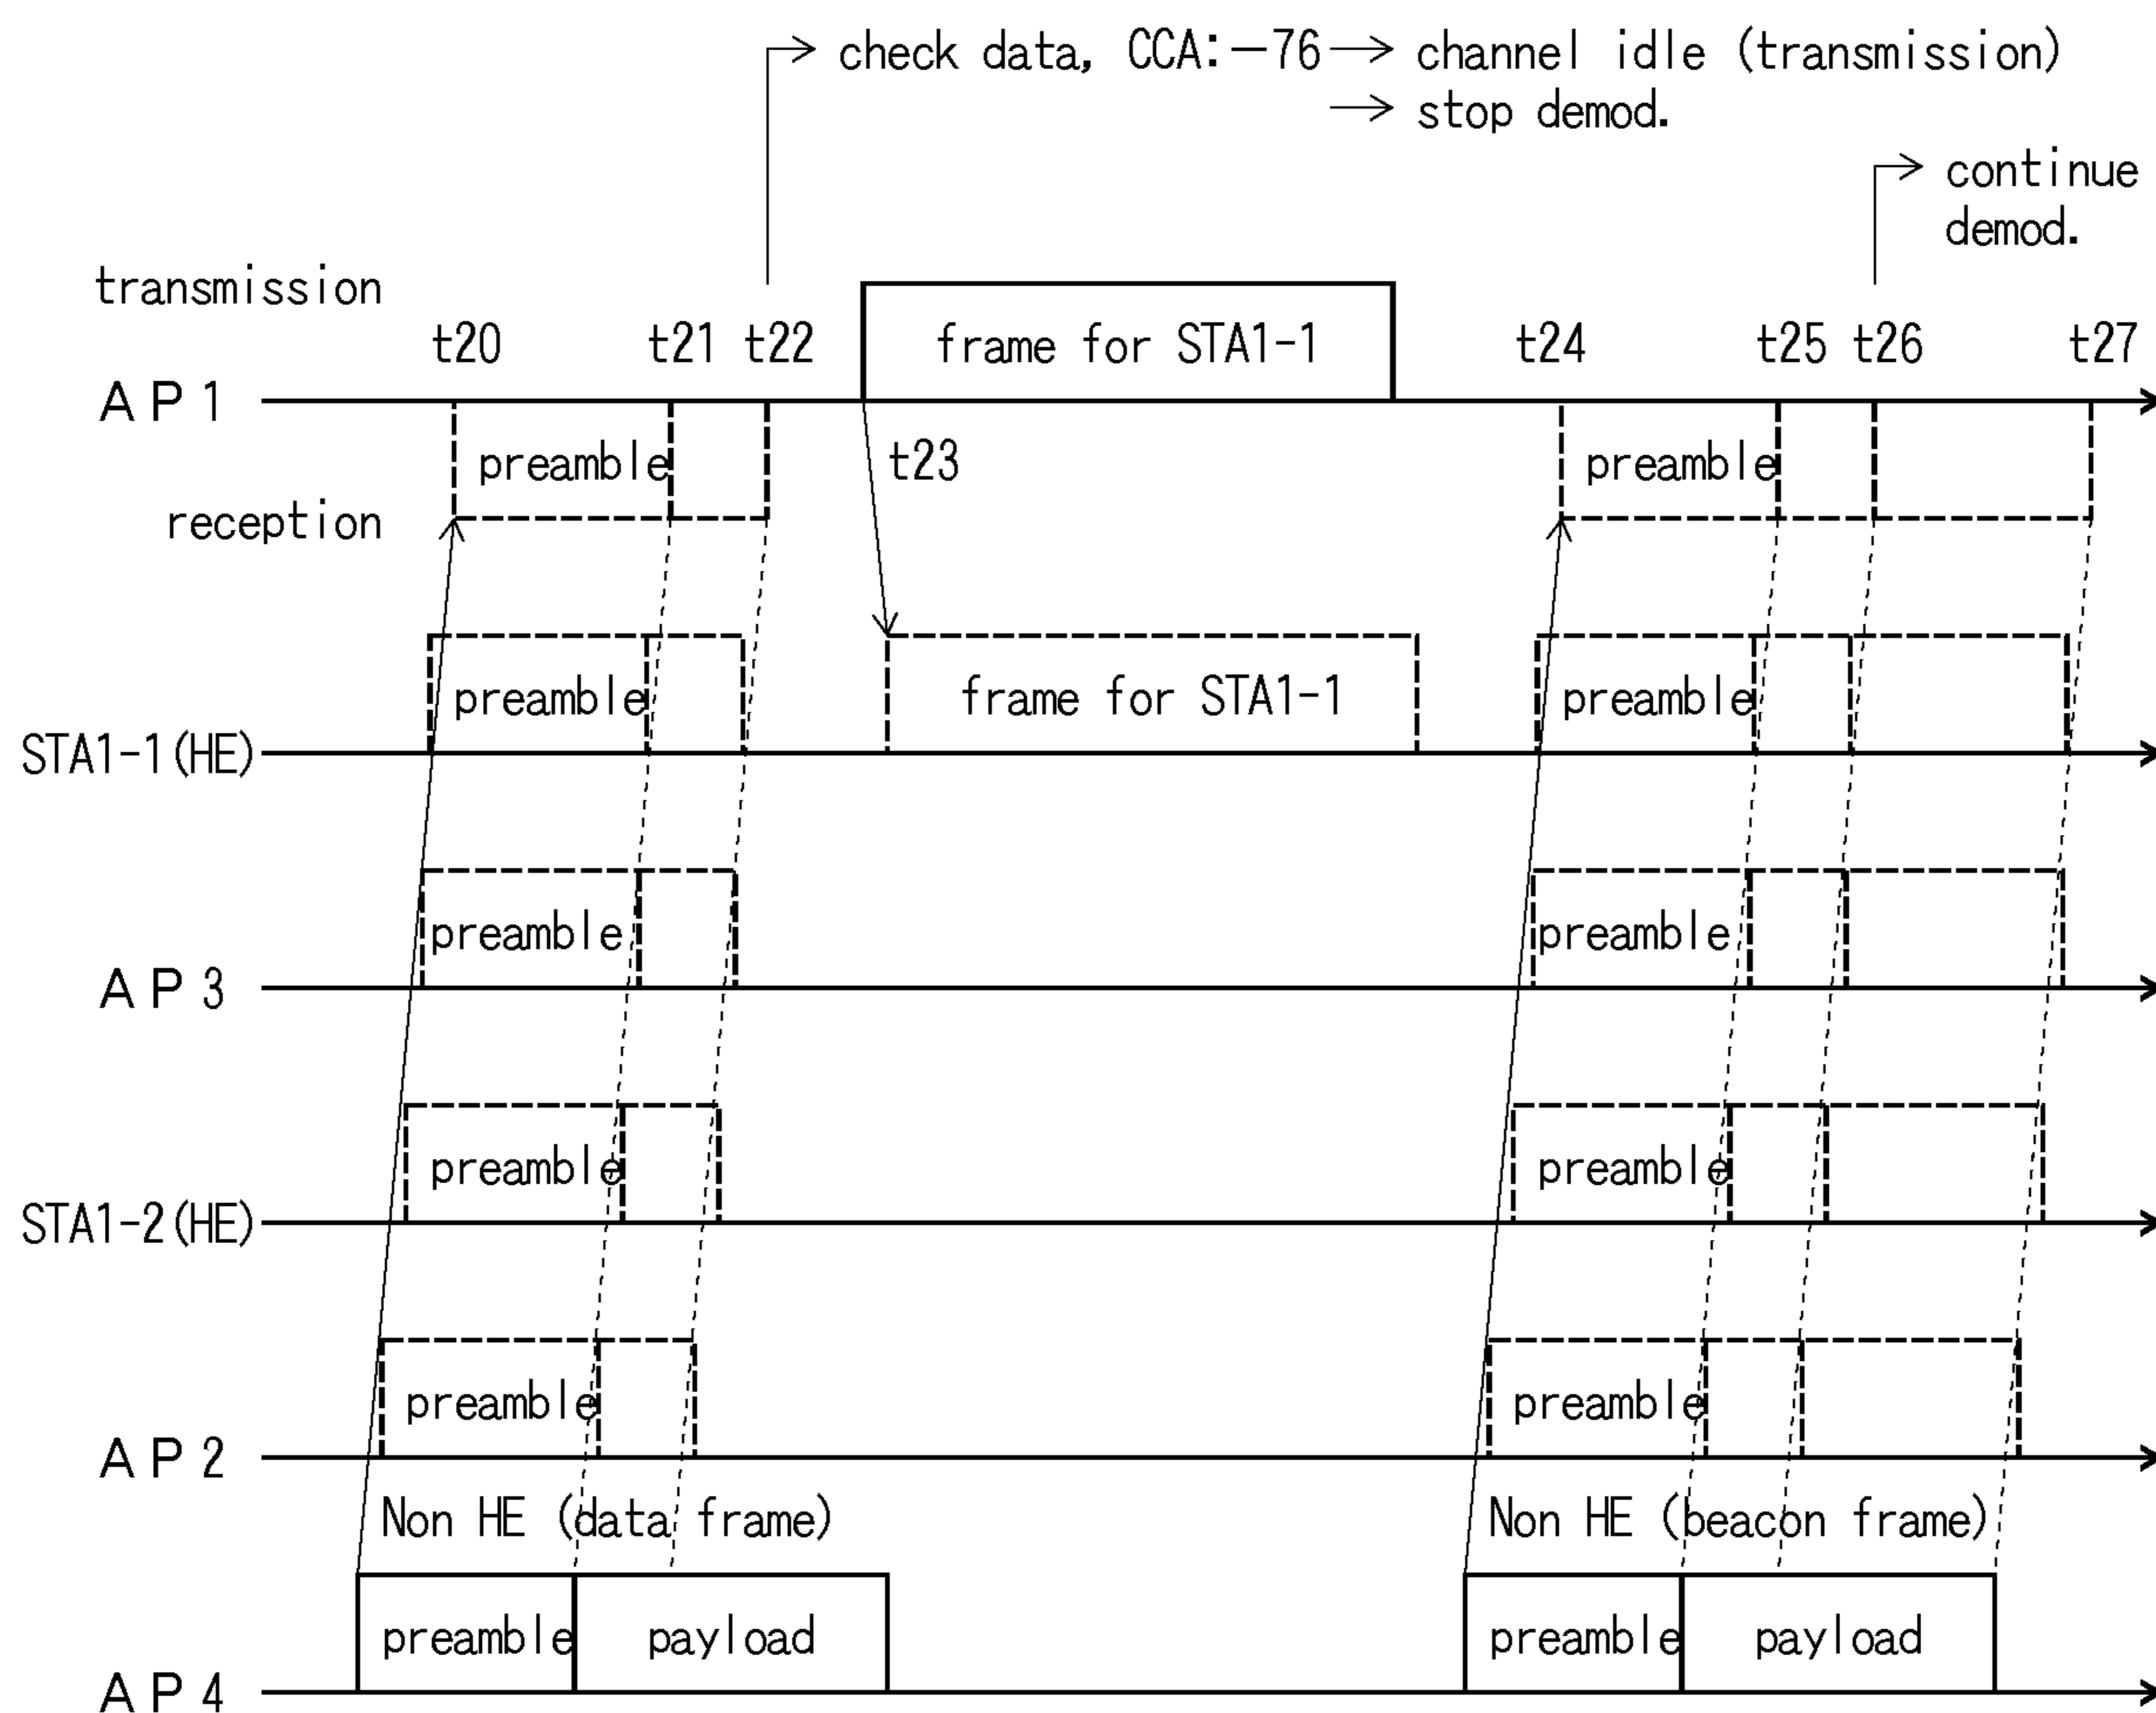 check data, CCA:−76 → channel idle (transmission)
→ stop demod.
continue
demod.
transmission
t20 t21 t22 frame for STA1-1 t24 t25 t26 t27
AP1
preamble t23 preamble
reception
preamble frame for STA1-1 preamble
STA1-1(HE)
preamble preamble
AP3
preamble preamble
STA1-2(HE)
preamble preamble
AP2
Non HE (data frame) Non HE (beacon frame)
preamble payload preamble payload
AP4